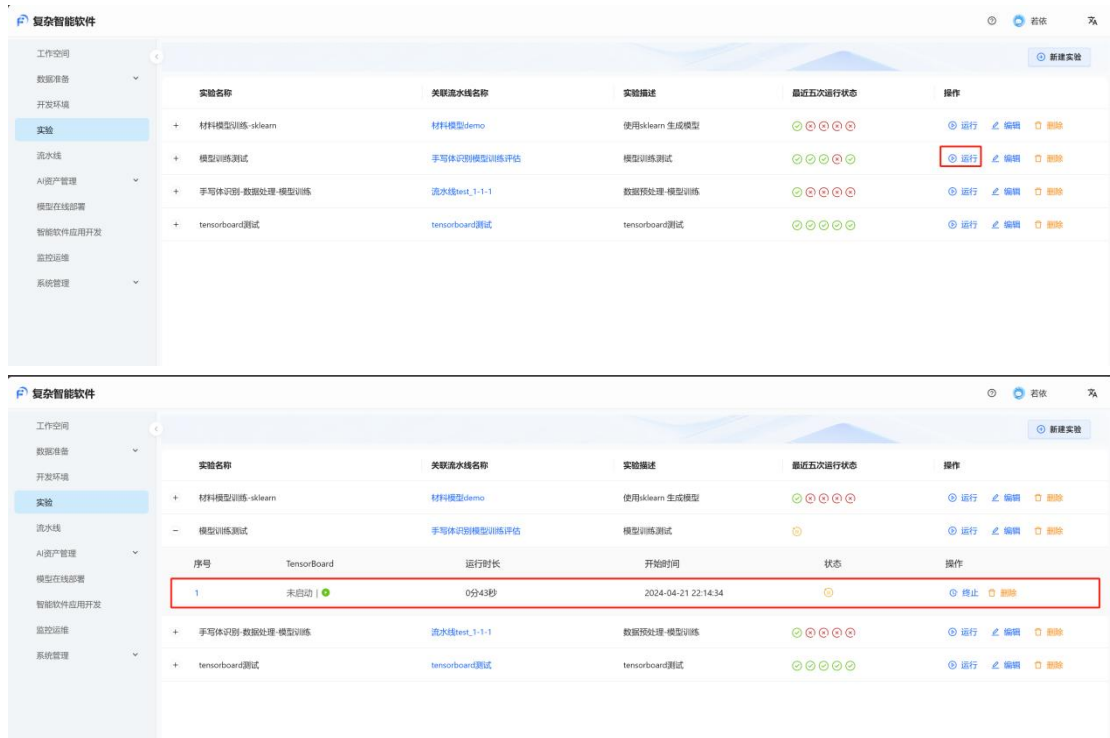 复杂智能软件
若依
工作空间
新建实验
数据准备
实验名称 关联流水线名称 实验描述 最近五次运行状态 操作
开发环境
实验
+ 材料模型训练-sklearn 材料模型demo 使用sklearn 生成模型 运行 编辑 删除
流水线
+ 模型训练测试 手写体识别模型训练评估 模型训练测试 运行 编辑 删除
AI资产管理
+ 手写体识别-数据处理-模型训练 流水线test_1-1-1 数据预处理-模型训练 运行 编辑 删除
模型在线部署
+ tensorboard测试 tensorboard测试 tensorboard测试 运行 编辑 删除
智能软件应用开发
监控运维
系统管理
复杂智能软件
若依
工作空间
新建实验
数据准备
实验名称 关联流水线名称 实验描述 最近五次运行状态 操作
开发环境
实验
+ 材料模型训练-sklearn 材料模型demo 使用sklearn 生成模型 运行 编辑 删除
流水线
- 模型训练测试 手写体识别模型训练评估 模型训练测试 运行 编辑 删除
AI资产管理
序号 TensorBoard 运行时长 开始时间 状态 操作
模型在线部署
1 未启动 | 0分43秒 2024-04-21 22:14:34 终止 删除
智能软件应用开发
监控运维
+ 手写体识别-数据处理-模型训练 流水线test_1-1-1 数据预处理-模型训练 运行 编辑 删除
系统管理
+ tensorboard测试 tensorboard测试 tensorboard测试 运行 编辑 删除